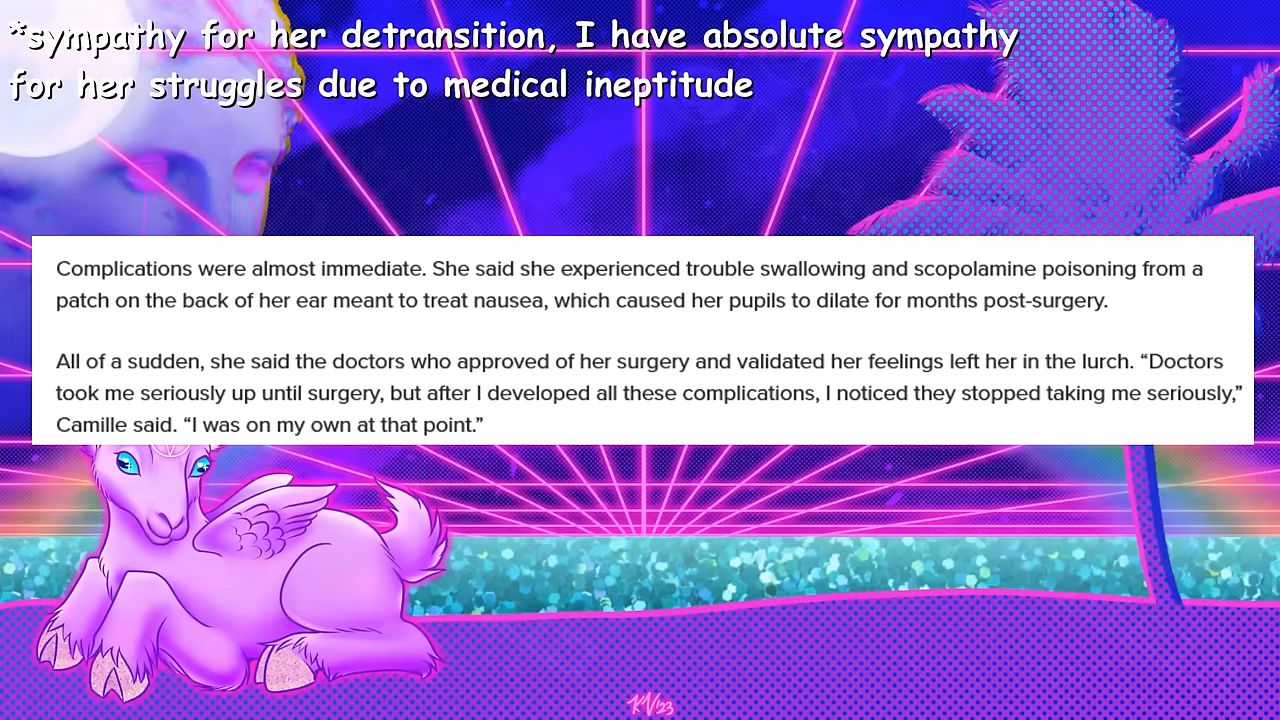 *sympathy for her detransition, I have absolute sympathy
for her struggles due to medical ineptitude
Complications were almost immediate. She said she experienced trouble swallowing and scopolamine poisoning from a
patch on the back of her ear meant to treat nausea, which caused her pupils to dilate for months post-surgery.
All of a sudden, she said the doctors who approved of her surgery and validated her feelings left her in the lurch. “Doctors
took me seriously up until surgery, but after I developed all these complications, I noticed they stopped taking me seriously,”
Camille said. “I was on my own at that point.”